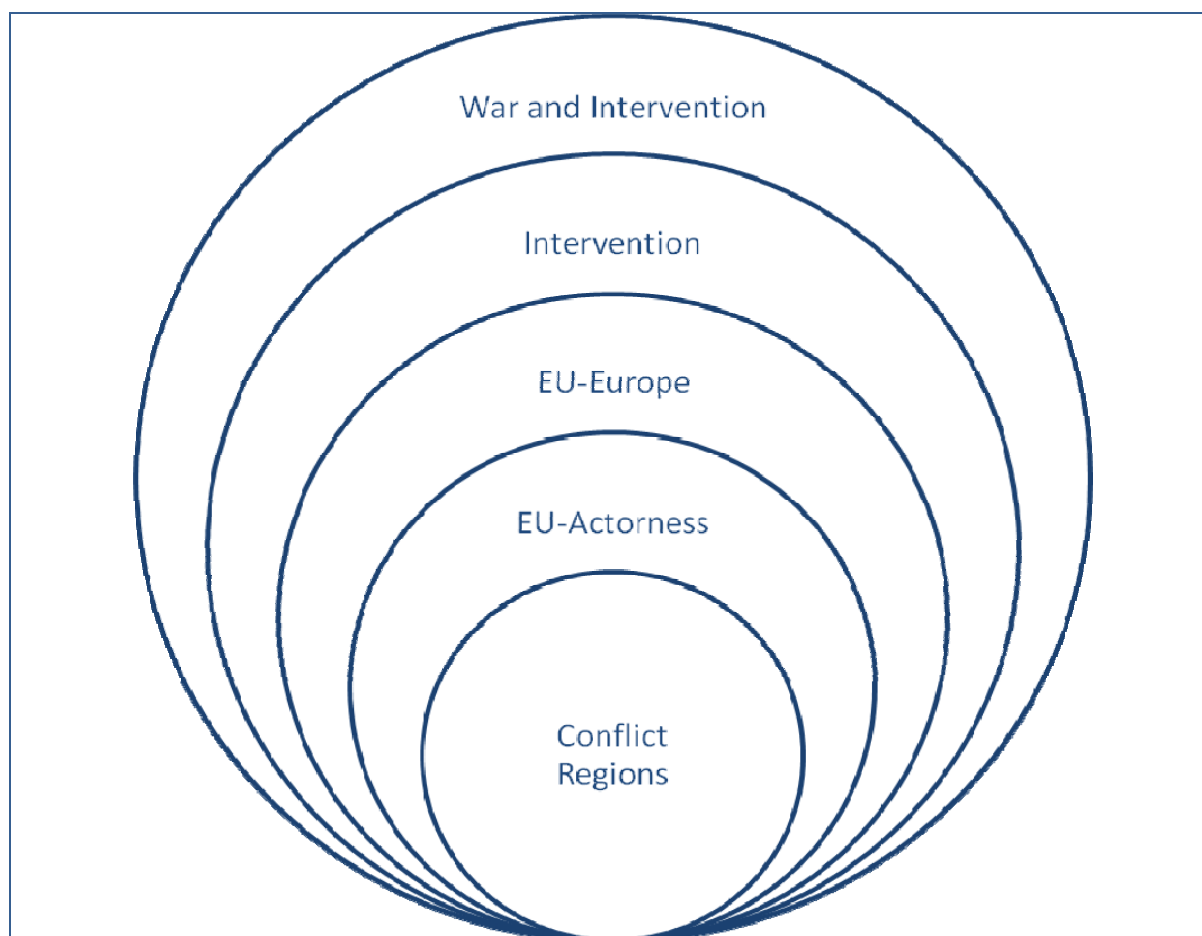 War and Intervention
Intervention
EU-Europe
EU-Actorness
Conflict
Regions